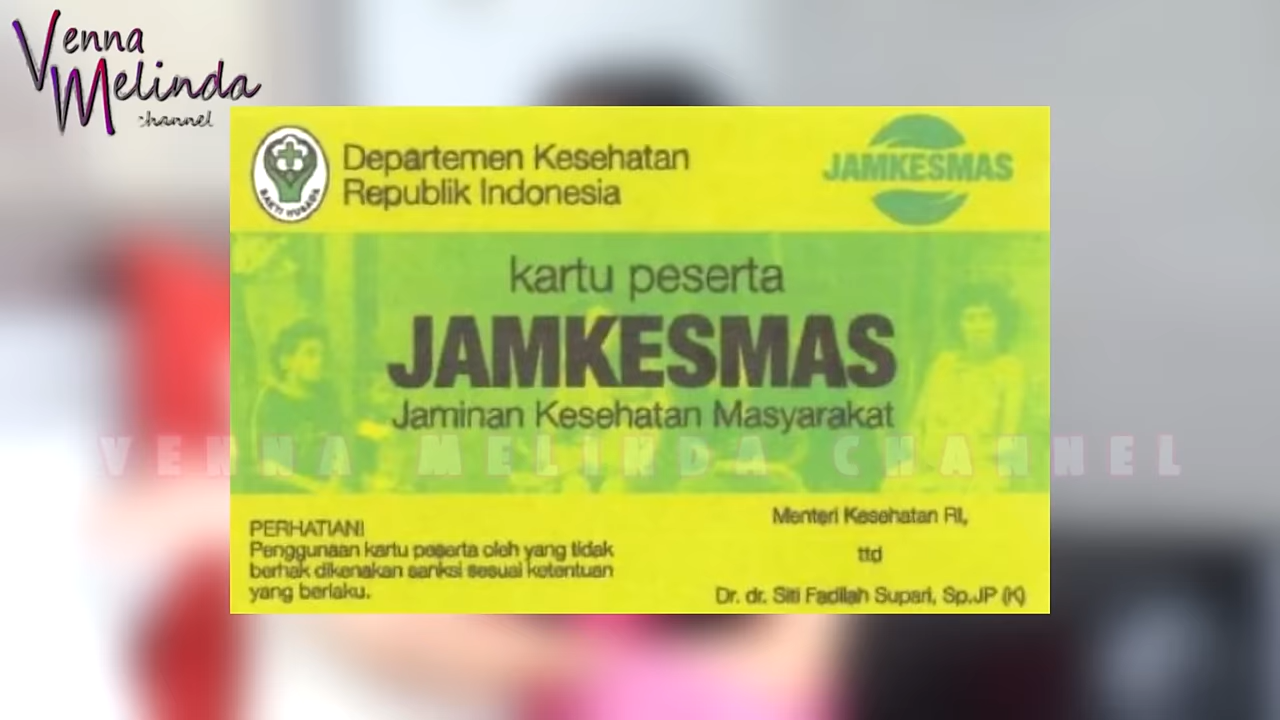 Venna
Melinda
channel
Departemen Kesehatan
Republik Indonesia
BAKTI HUSADA
JAMKESMAS
kartu peserta
JAMKESMAS
Jaminan Kesehatan Masyarakat
VENNA MELINDA CHANNEL
PERHATIAN!
Penggunaan kartu peserta oleh yang tidak
berhak dikenakan sanksi sesuai ketentuan
yang berlaku.
Menteri Kesehatan RI,
ttd
Dr. dr. Siti Fadilah Supari, Sp.JP (K)